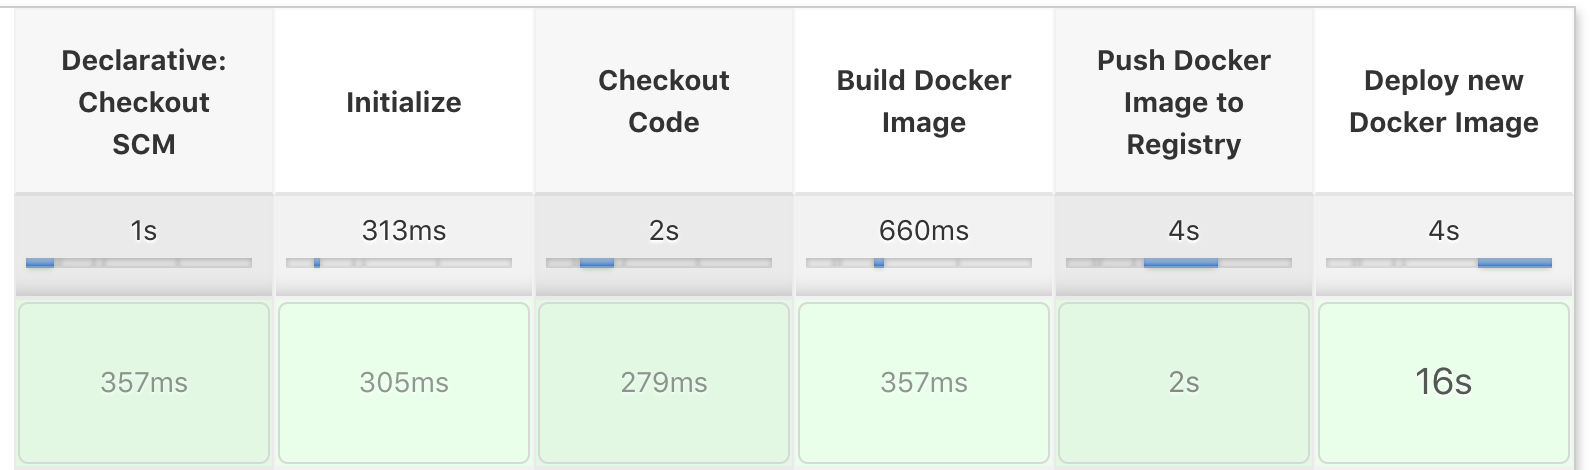 Declarative:
Checkout
SCM
Initialize
Checkout
Code
Build Docker
Image
Push Docker
Image to
Registry
Deploy new
Docker Image
1s
313ms
2s
660ms
4s
4s
357ms
305ms
279ms
357ms
2s
16s